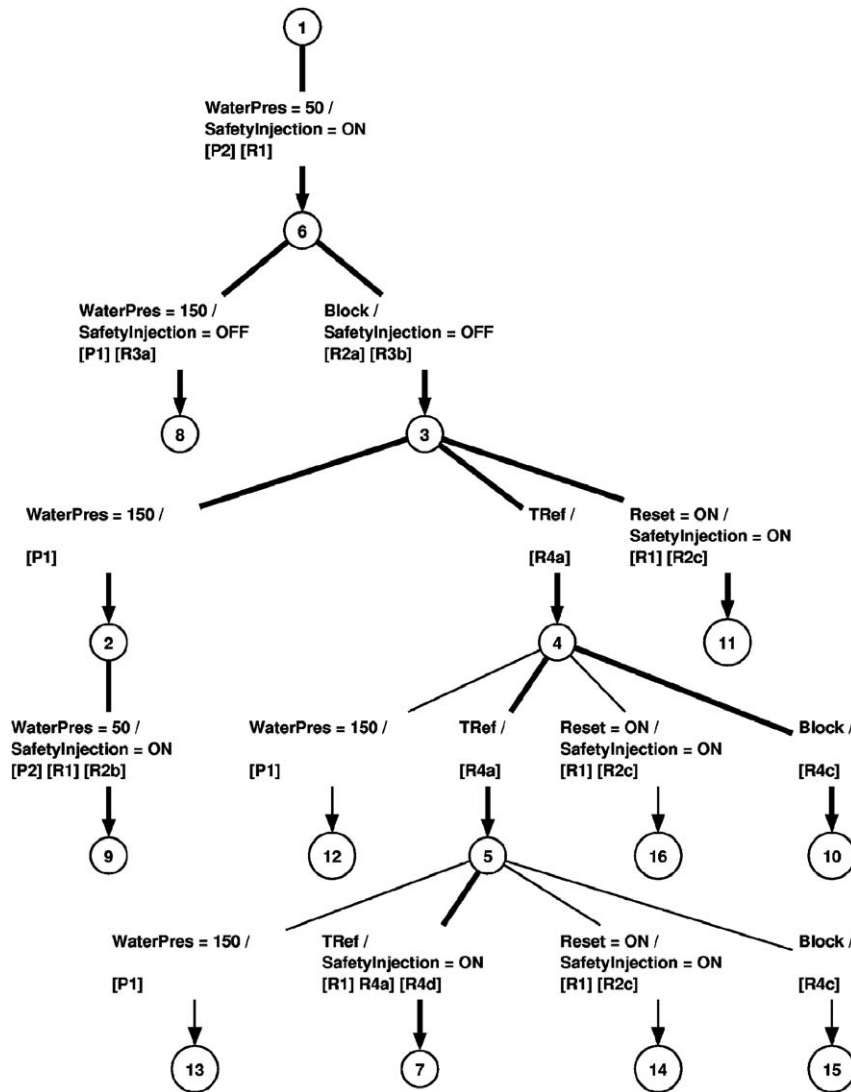 1
WaterPres = 50 /
SafetyInjection = ON
[P2] [R1]
6
WaterPres = 150 /
SafetyInjection = OFF
[P1] [R3a]
Block /
SafetyInjection = OFF
[R2a] [R3b]
8
3
WaterPres = 150 /
[P1]
TRef /
[R4a]
Reset = ON /
SafetyInjection = ON
[R1] [R2c]
2
4
11
WaterPres = 50 /
SafetyInjection = ON
[P2] [R1] [R2b]
WaterPres = 150 /
[P1]
TRef /
[R4a]
Reset = ON /
SafetyInjection = ON
[R1] [R2c]
Block /
[R4c]
9
12
5
16
10
WaterPres = 150 /
[P1]
TRef /
SafetyInjection = ON
[R1] R4a] [R4d]
Reset = ON /
SafetyInjection = ON
[R1] [R2c]
Block /
[R4c]
13
7
14
15